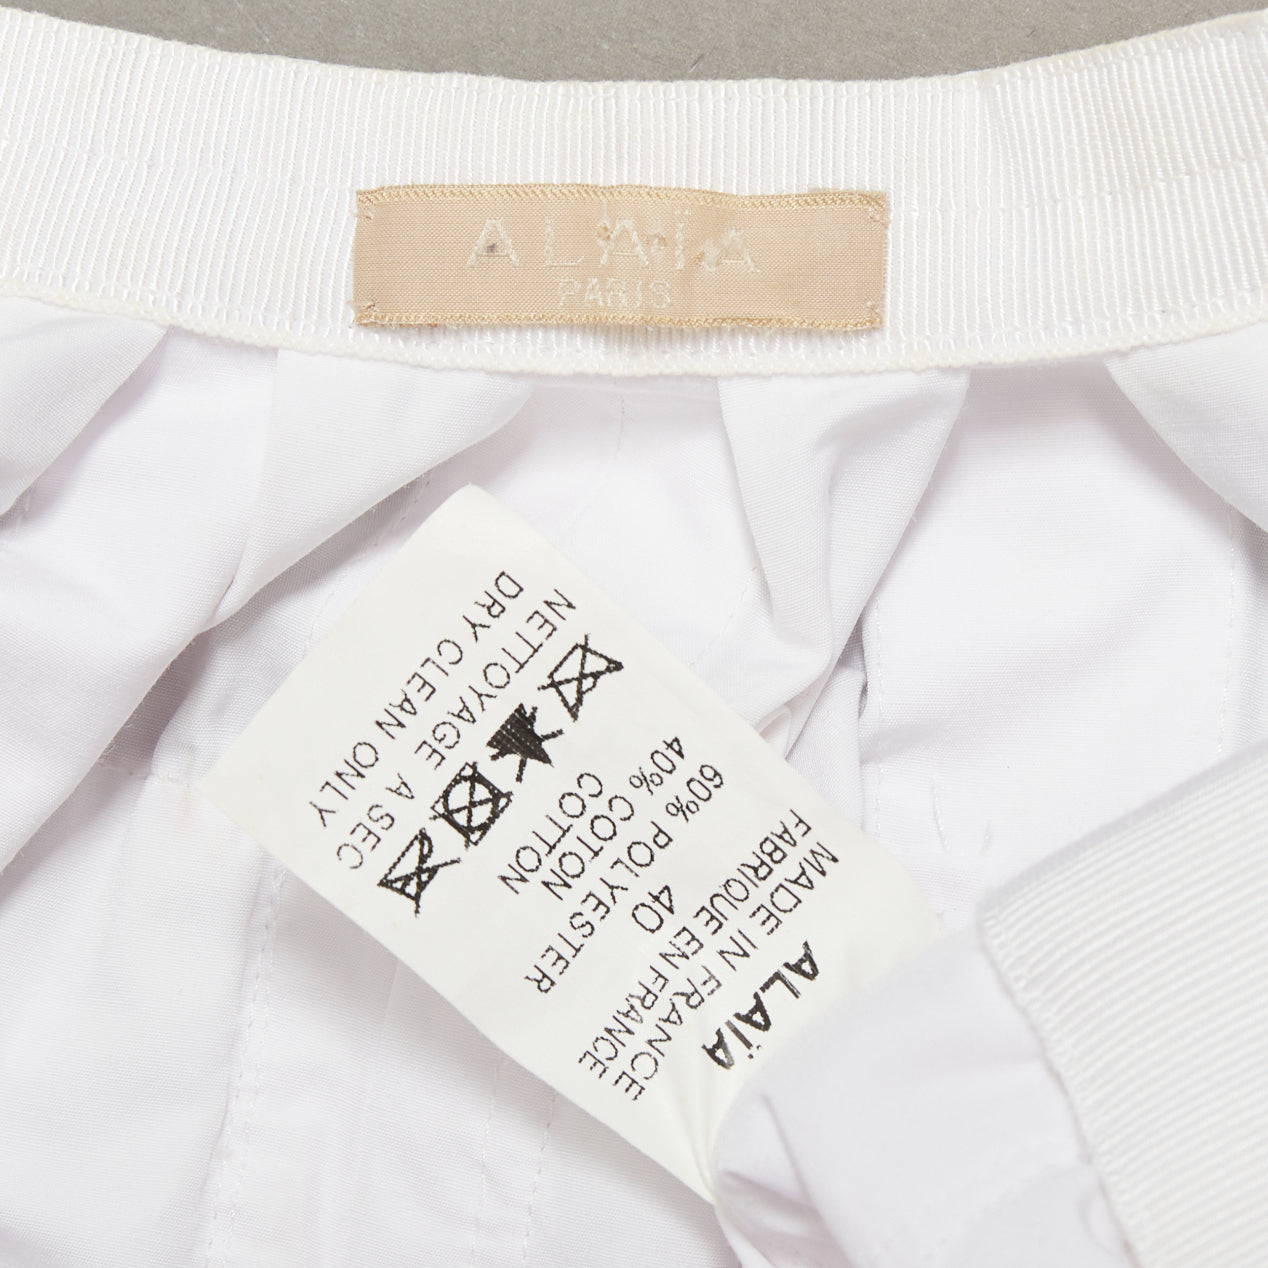 ALAÏA
PARIS
ALAÏA
MADE IN FRANCE
FABRIQUE EN FRANCE
40
60% POLYESTER
40% COTON
COTTON
NETTOYAGE A SEC
DRY CLEAN ONLY